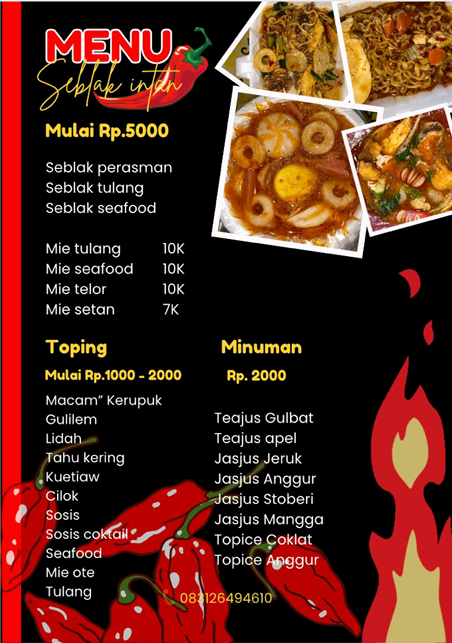 MENU
Seblak intan
Mulai Rp.5000
Seblak perasman
Seblak tulang
Seblak seafood
Mie tulang 10K
Mie seafood 10K
Mie telor 10K
Mie setan 7K
Toping
Mulai Rp.1000 - 2000
Macam” Kerupuk
Gulilem
Lidah
Tahu kering
Kuetiaw
Cilok
Sosis
Sosis coktail
Seafood
Mie ote
Tulang
Minuman
Rp. 2000
Teajus Gulbat
Teajus apel
Jasjus Jeruk
Jasjus Anggur
Jasjus Stoberi
Jasjus Mangga
Topice Coklat
Topice Anggur
083126494610